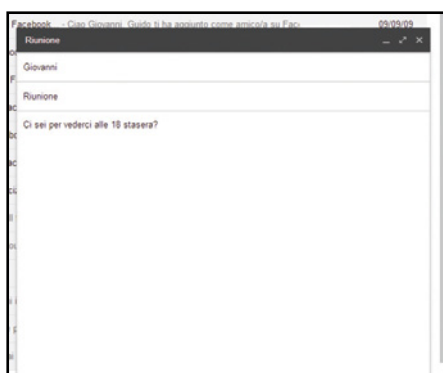 Facebook - Ciao Giovanni, Guido ti ha aggiunto come amico/a su Fac 09/09/09
Riunione
Giovanni
Riunione
Ci sei per vederci alle 18 stasera?